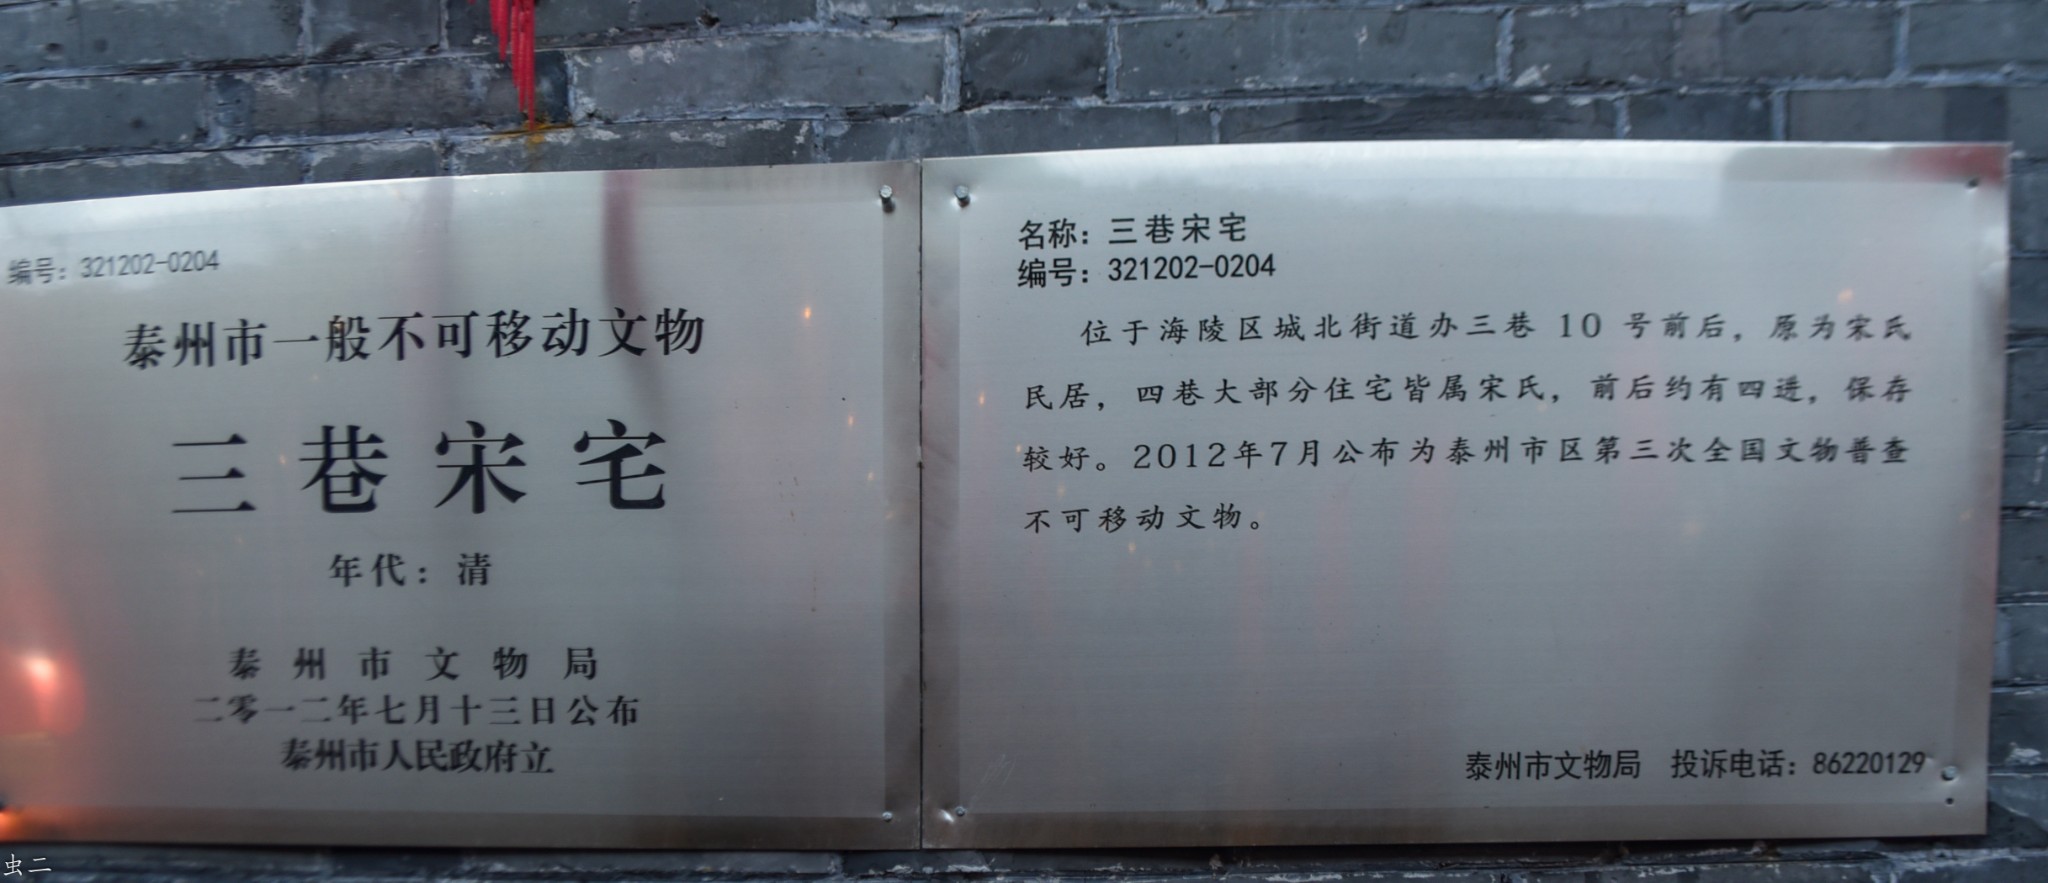 编号：321202-0204
泰州市一般不可移动文物
三巷宋宅
年代：清
泰州市文物局
二零一二年七月十三日公布
泰州市人民政府立
名称：三巷宋宅
编号：321202-0204
位于海陵区城北街道办三巷 10 号前后，原为宋氏
民居，四巷大部分住宅皆属宋氏，前后约有四进，保存
较好。2012年7月公布为泰州市区第三次全国文物普查
不可移动文物。
泰州市文物局 投诉电话：86220129
虫二